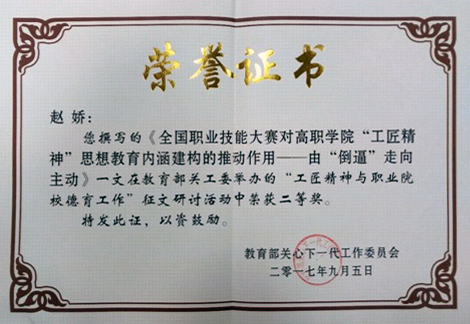 荣誉证书
赵 娇：
您撰写的《全国职业技能大赛对高职学院“工匠精
神”思想教育内涵建构的推动作用——由“倒逼”走向
主动》一文在教育部关工委举办的“工匠精神与职业院
校德育工作”征文研讨活动中荣获二等奖。
特发此证，以资鼓励。
教育部关心下一代工作委员会
二零一七年九月五日